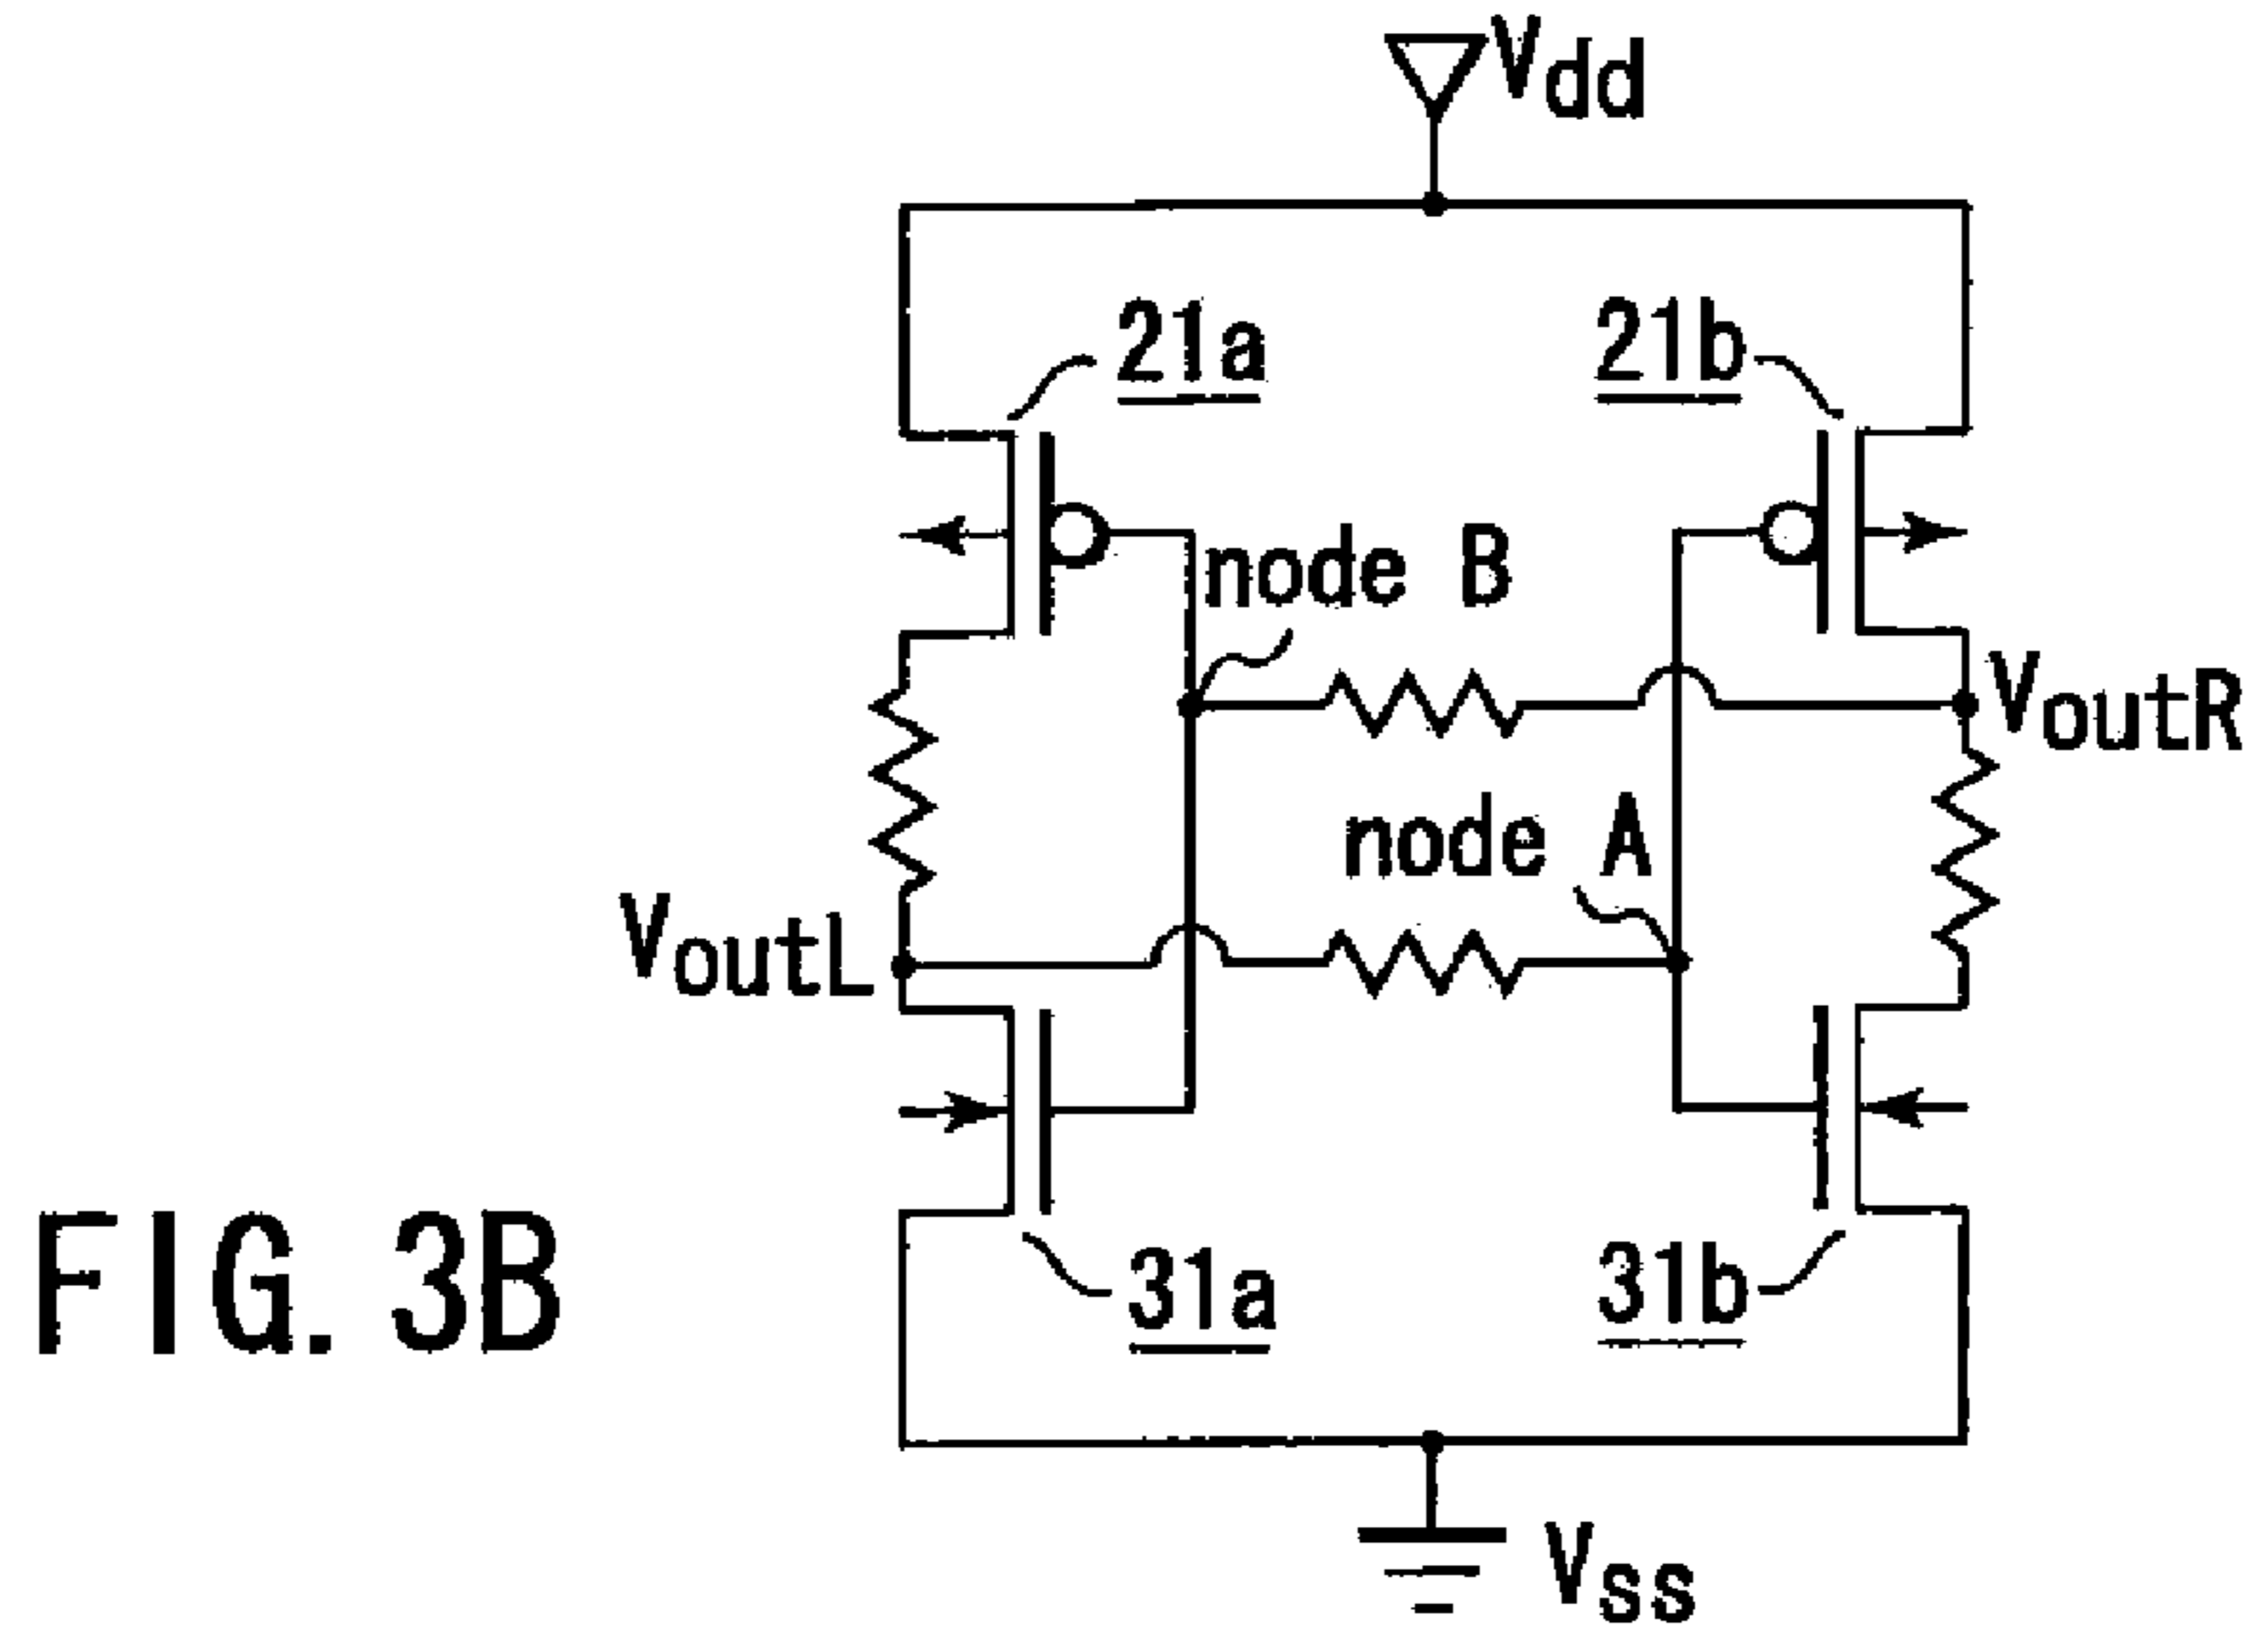 Vdd
21a
21b
node B
VoutR
node A
VoutL
31a
31b
FIG. 3B
Vss